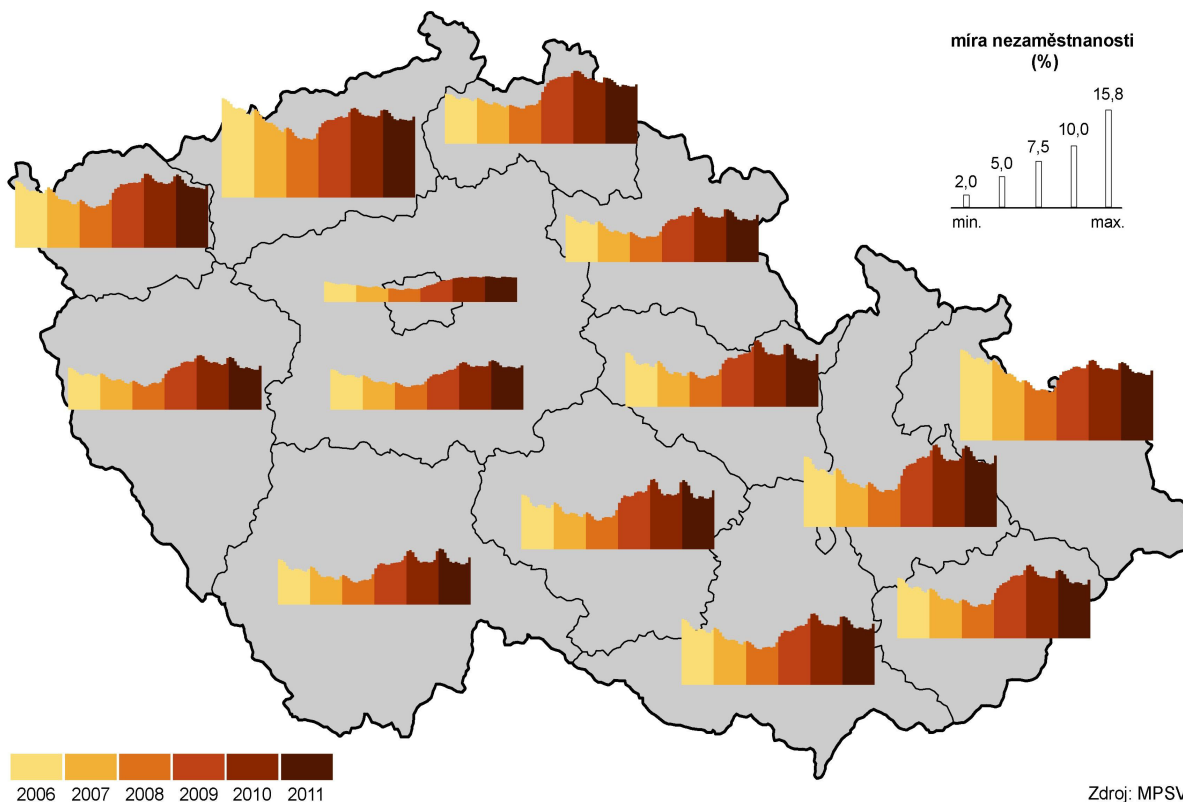 míra nezaměstnanosti
(%)
15,8
10,0
7,5
5,0
2,0
min.
max.
2006 2007 2008 2009 2010 2011
Zdroj: MPSV